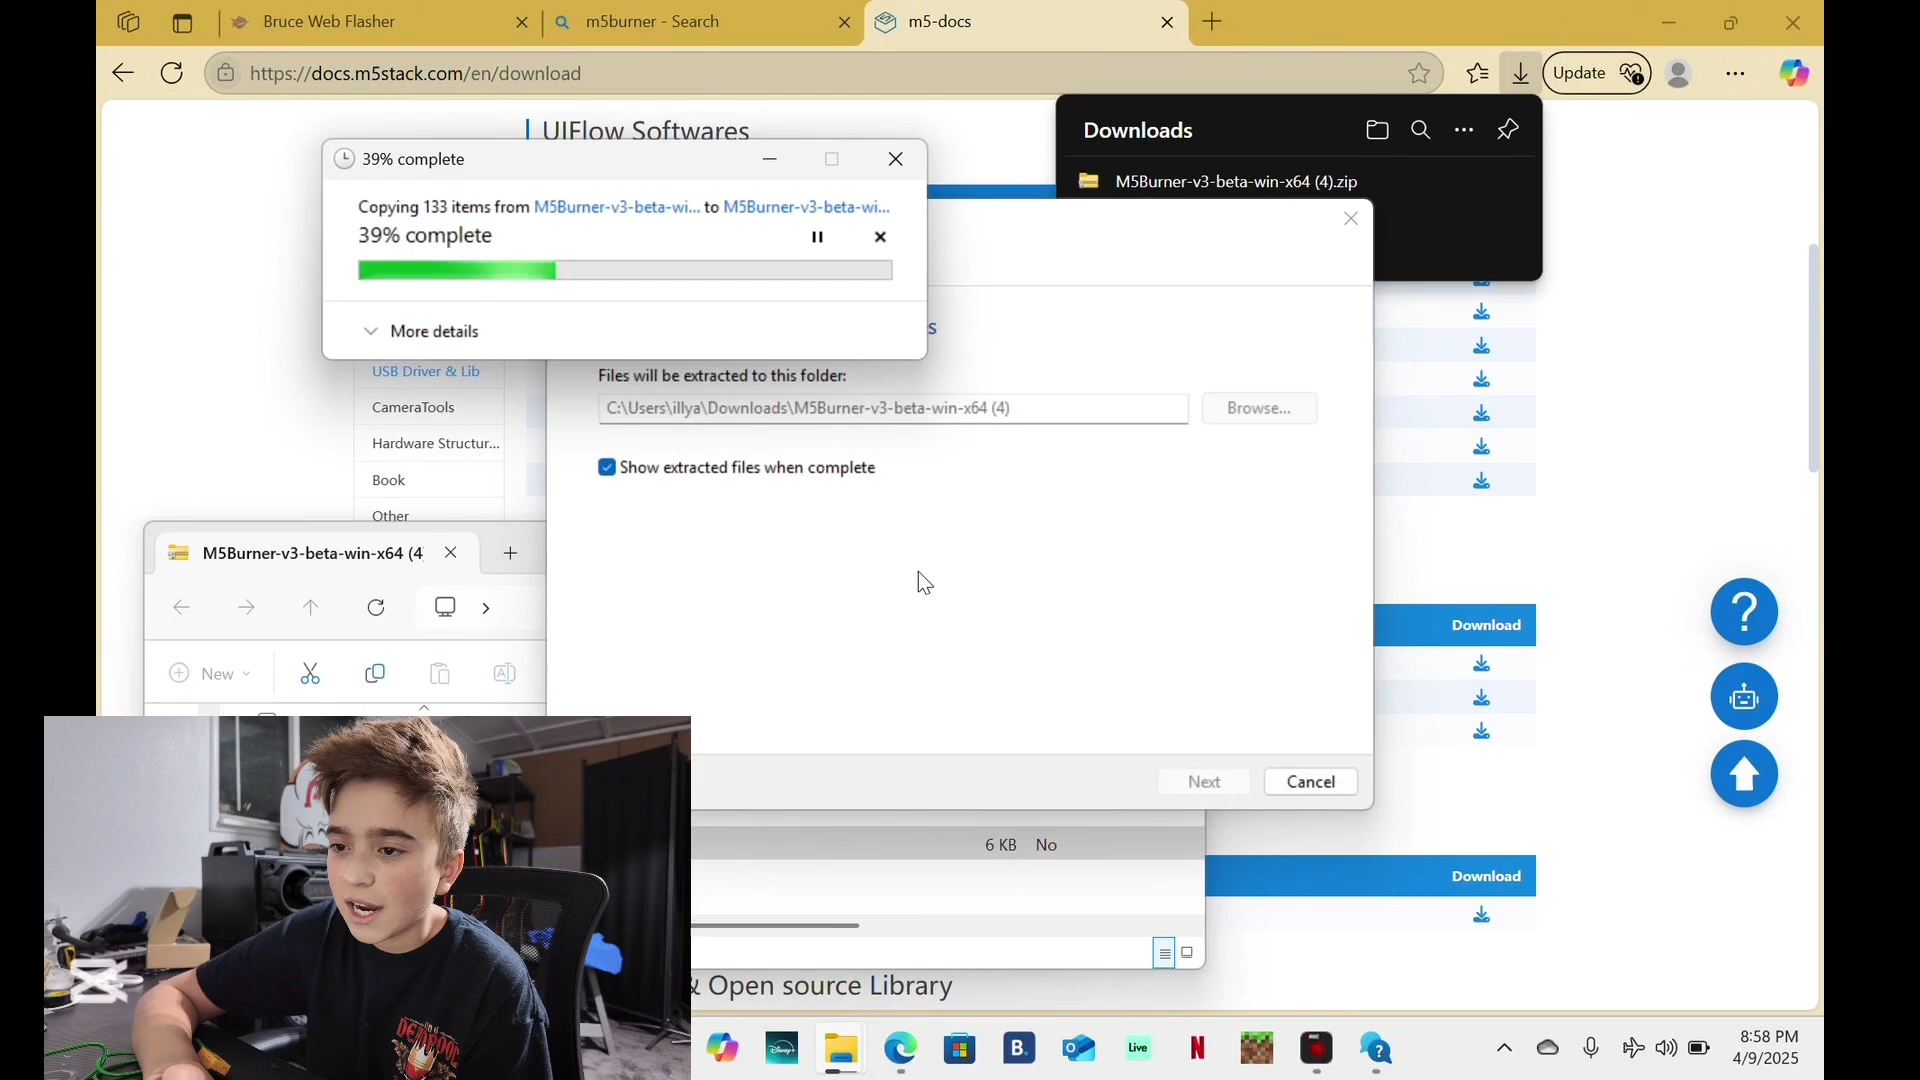 Bruce Web Flasher
m5burner - Search
m5-docs
https://docs.m5stack.com/en/download
Update
UIFlow Softwares
Downloads
M5Burner-v3-beta-win-x64 (4).zip
39% complete
Copying 133 items from M5Burner-v3-beta-wi... to M5Burner-v3-beta-wi...
39% complete
More details
s
USB Driver & Lib
CameraTools
Hardware Structur...
Book
Other
Files will be extracted to this folder:
C:\Users\illya\Downloads\M5Burner-v3-beta-win-x64 (4)
Browse...
Show extracted files when complete
M5Burner-v3-beta-win-x64 (4
New
Download
Next
Cancel
6 KB No
Download
& Open source Library
DEADPOOL
Disney+
B.
Live
N
8:58 PM
4/9/2025